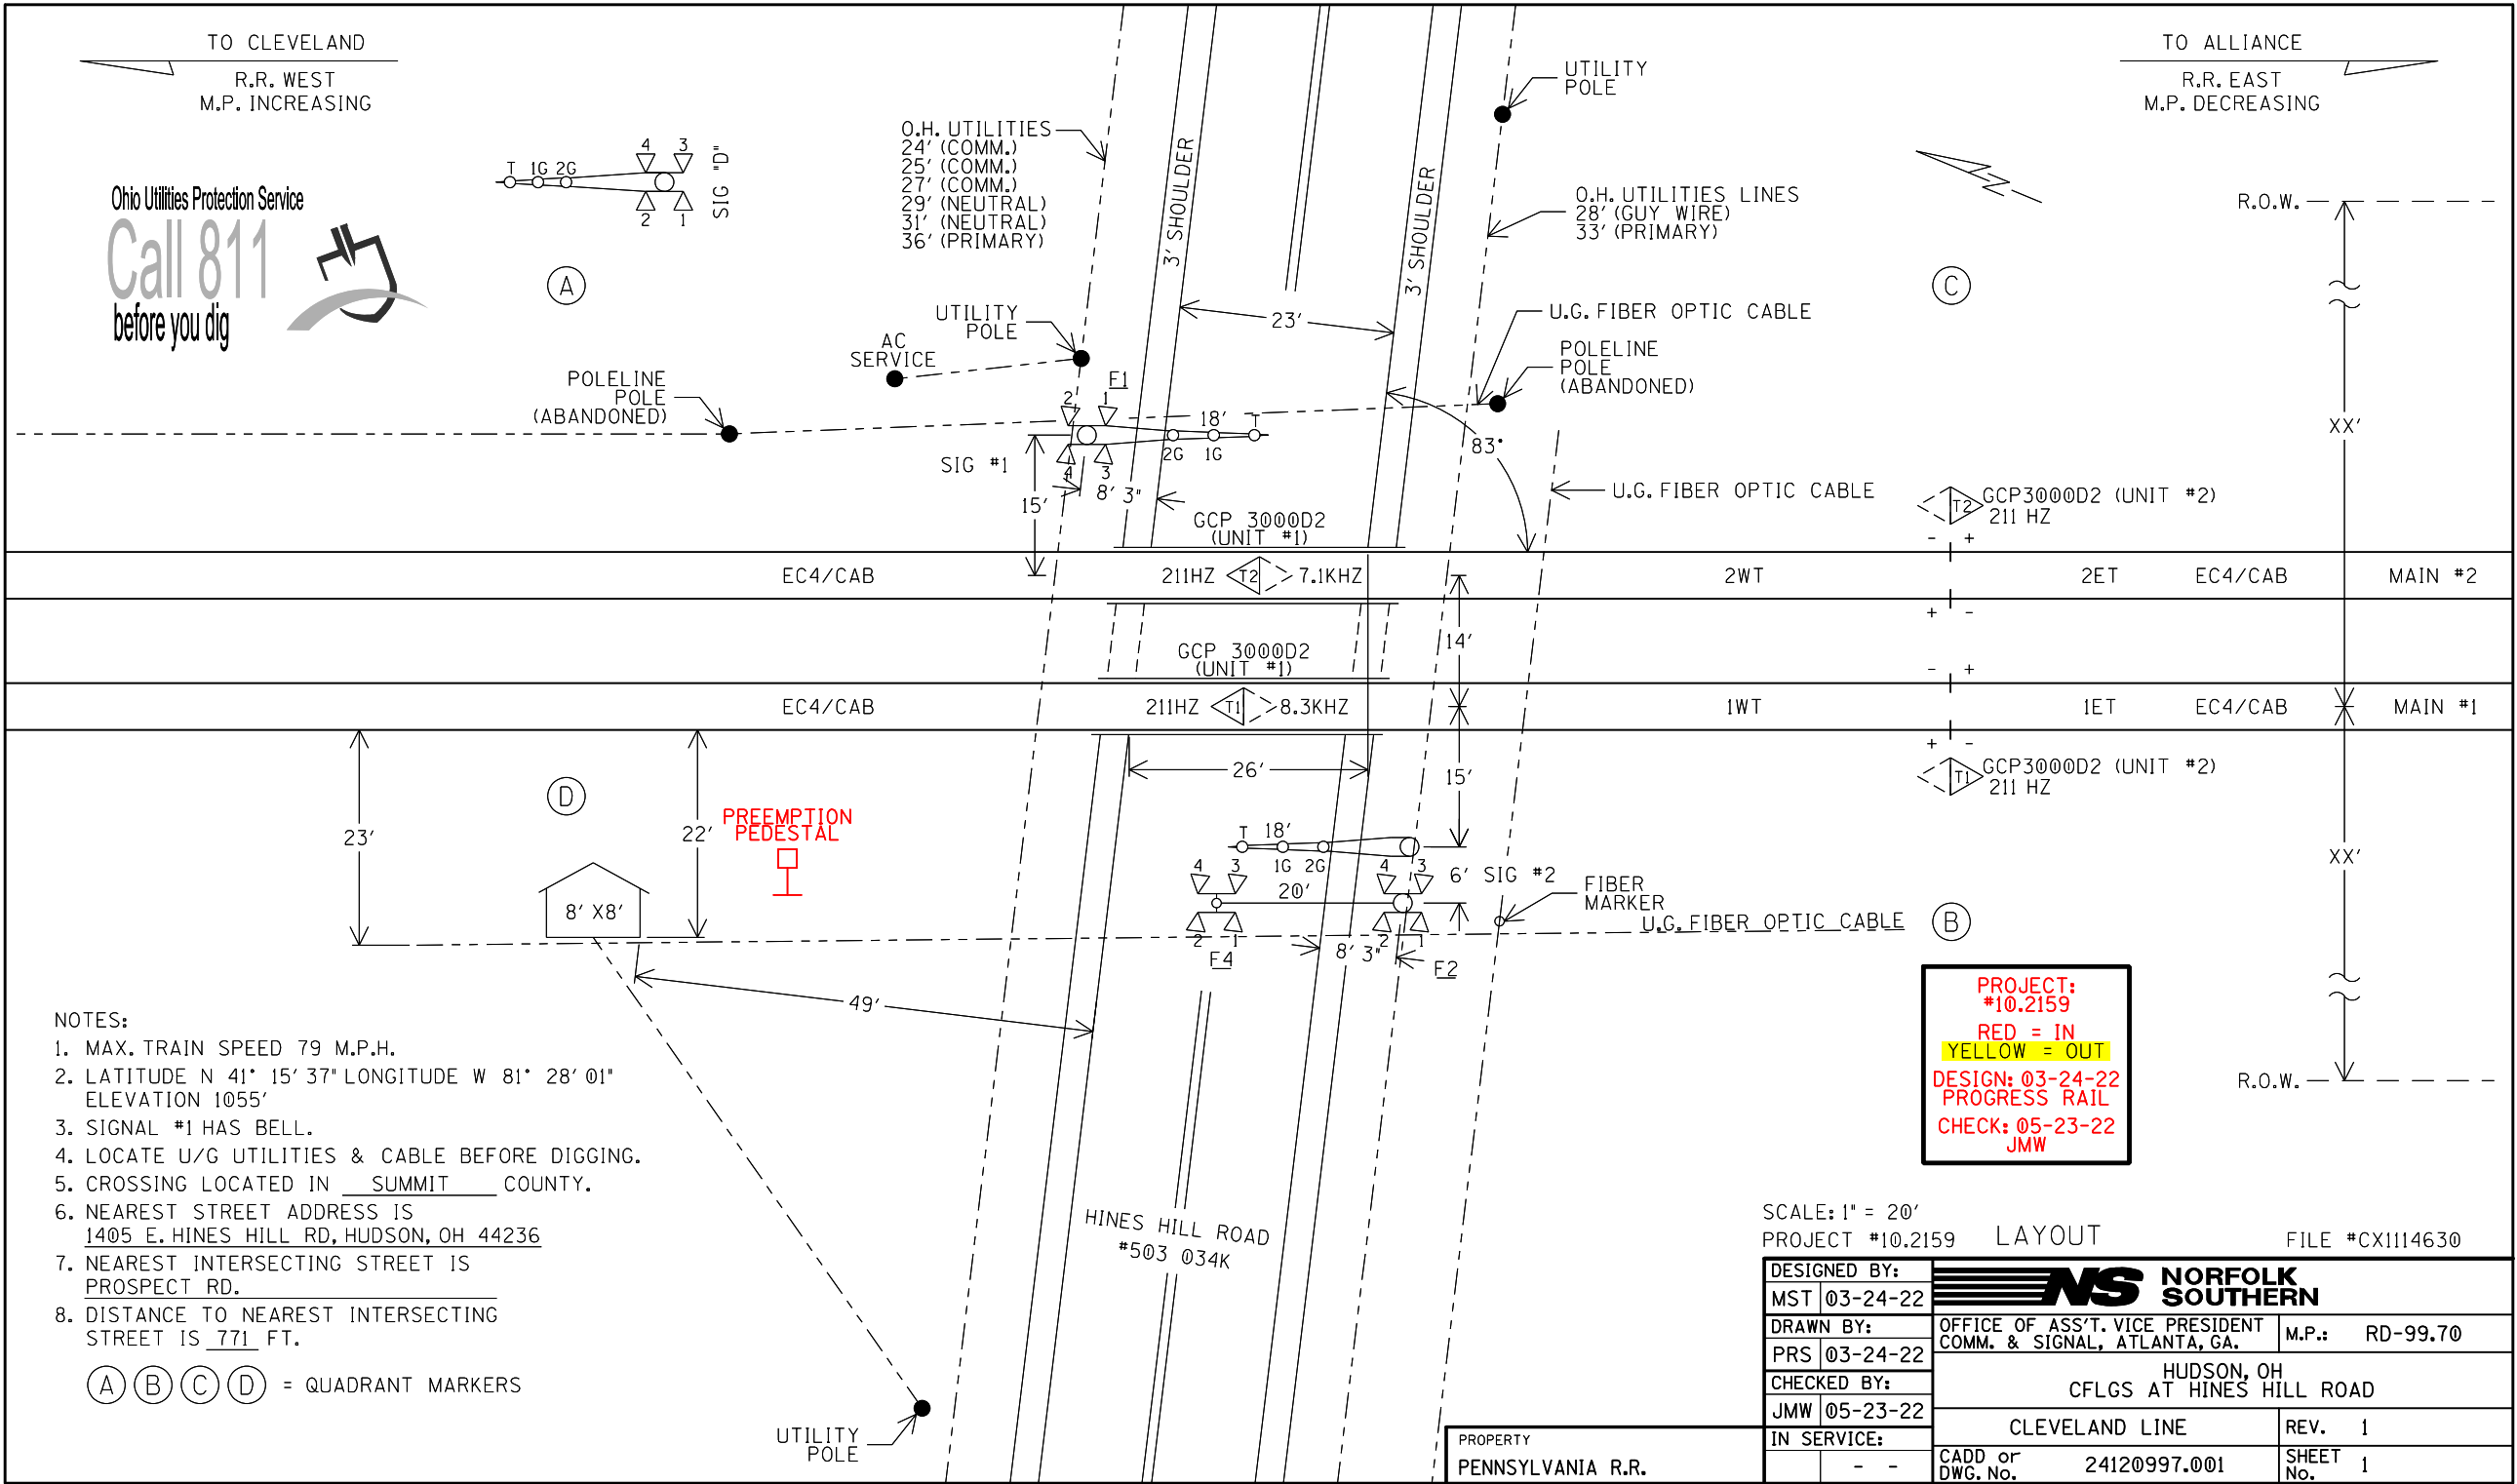 TO CLEVELAND
R.R. WEST
M.P. INCREASING
TO ALLIANCE
R.R. EAST
M.P. DECREASING
Ohio Utilities Protection Service
Call 811
before you dig
T 1G 2G
4 3
2 1
SIG "D"
A
O.H. UTILITIES
24' (COMM.)
25' (COMM.)
27' (COMM.)
29' (NEUTRAL)
31' (NEUTRAL)
36' (PRIMARY)
3' SHOULDER
3' SHOULDER
23'
UTILITY
POLE
O.H. UTILITIES LINES
28' (GUY WIRE)
33' (PRIMARY)
R.O.W.
C
U.G. FIBER OPTIC CABLE
POLELINE
POLE
(ABANDONED)
UTILITY
POLE
AC
SERVICE
POLELINE
POLE
(ABANDONED)
F1
2 1
18' T
2G 1G
4 3
SIG #1
8' 3"
15'
83°
XX'
U.G. FIBER OPTIC CABLE
T2 GCP3000D2 (UNIT #2)
211 HZ
- +
GCP 3000D2
(UNIT #1)
EC4/CAB
211HZ T2 7.1KHZ
2WT
2ET
EC4/CAB
MAIN #2
+ -
14'
GCP 3000D2
(UNIT #1)
- +
EC4/CAB
211HZ T1 8.3KHZ
1WT
1ET
EC4/CAB
MAIN #1
+ -
T1 GCP3000D2 (UNIT #2)
211 HZ
26'
15'
D
23'
22'
PREEMPTION
PEDESTAL
8' X8'
T 18'
1G 2G
4 3
4 3
20'
6' SIG #2
2 1
2 1
F4
8' 3"
F2
FIBER
MARKER
U.G. FIBER OPTIC CABLE
B
XX'
49'
R.O.W.
PROJECT:
#10.2159
RED = IN
YELLOW = OUT
DESIGN: 03-24-22
PROGRESS RAIL
CHECK: 05-23-22
JMW
NOTES:
1. MAX. TRAIN SPEED 79 M.P.H.
2. LATITUDE N 41° 15' 37" LONGITUDE W 81° 28' 01"
ELEVATION 1055'
3. SIGNAL #1 HAS BELL.
4. LOCATE U/G UTILITIES & CABLE BEFORE DIGGING.
5. CROSSING LOCATED IN SUMMIT COUNTY.
6. NEAREST STREET ADDRESS IS
1405 E. HINES HILL RD, HUDSON, OH 44236
7. NEAREST INTERSECTING STREET IS
PROSPECT RD.
8. DISTANCE TO NEAREST INTERSECTING
STREET IS 771 FT.
A B C D = QUADRANT MARKERS
UTILITY
POLE
HINES HILL ROAD
#503 034K
SCALE: 1" = 20'
PROJECT #10.2159 LAYOUT FILE #CX1114630
DESIGNED BY:
MST 03-24-22
DRAWN BY:
PRS 03-24-22
CHECKED BY:
JMW 05-23-22
IN SERVICE:
- -
NS NORFOLK
SOUTHERN
OFFICE OF ASS'T. VICE PRESIDENT
COMM. & SIGNAL, ATLANTA, GA.
M.P.: RD-99.70
HUDSON, OH
CFLGS AT HINES HILL ROAD
CLEVELAND LINE
REV. 1
CADD or
DWG. No. 24120997.001
SHEET
No. 1
PROPERTY
PENNSYLVANIA R.R.